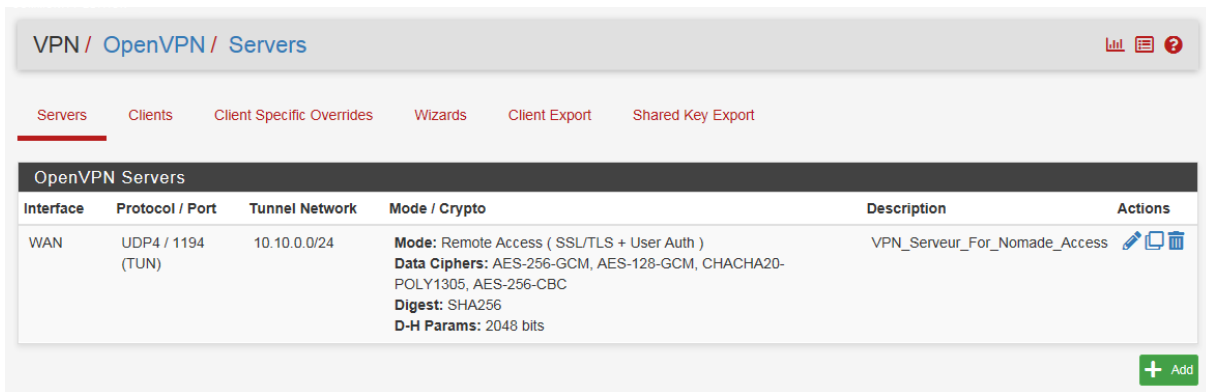 VPN / OpenVPN / Servers
Servers Clients Client Specific Overrides Wizards Client Export Shared Key Export
OpenVPN Servers
Interface Protocol / Port Tunnel Network Mode / Crypto Description Actions
WAN UDP4 / 1194 (TUN) 10.10.0.0/24 Mode: Remote Access ( SSL/TLS + User Auth ) VPN_Serveur_For_Nomade_Access
Data Ciphers: AES-256-GCM, AES-128-GCM, CHACHA20-
POLY1305, AES-256-CBC
Digest: SHA256
D-H Params: 2048 bits
Add